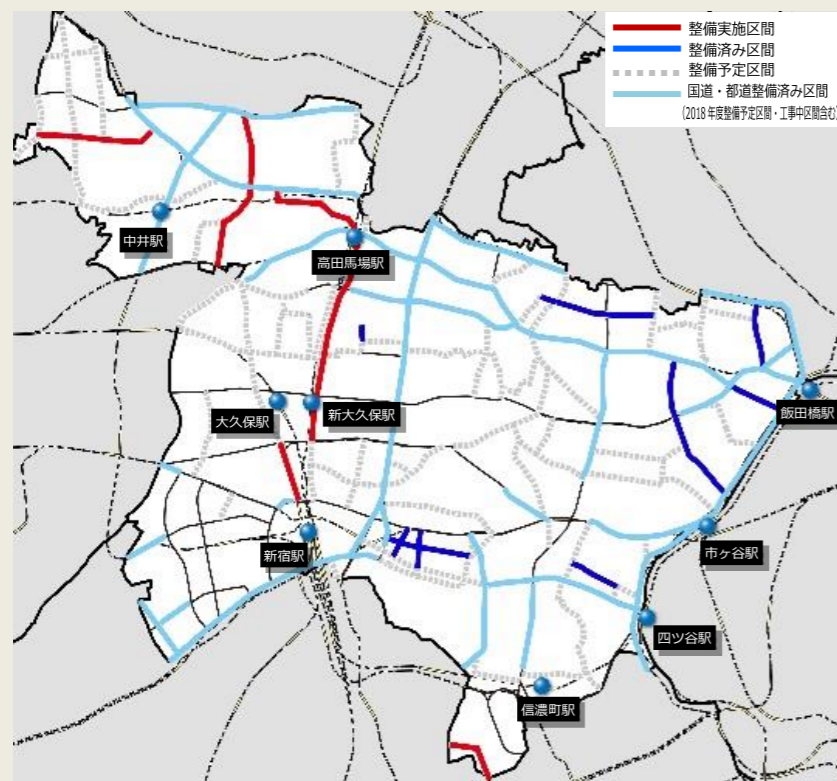 整備実施区間
整備済み区間
整備予定区間
国道・都道整備済み区間
(2018年度整備予定区間・工事中区間含む)
中井駅
高田馬場駅
大久保駅
新大久保駅
飯田橋駅
新宿駅
市ヶ谷駅
四ツ谷駅
信濃町駅